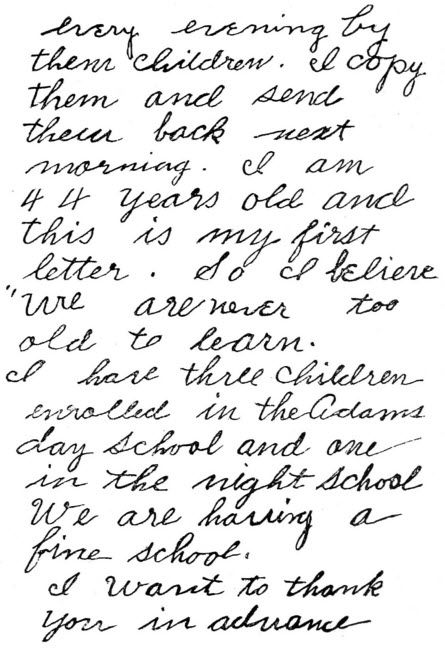 every evening by
them children. I copy
them and send
them back next
morning. I am
44 years old and
this is my first
letter. So I believe
"We are never too
old to learn.
I have three children
enrolled in the Adams
day school and one
in the night school
We are having a
fine school.
I want to thank
you in advance